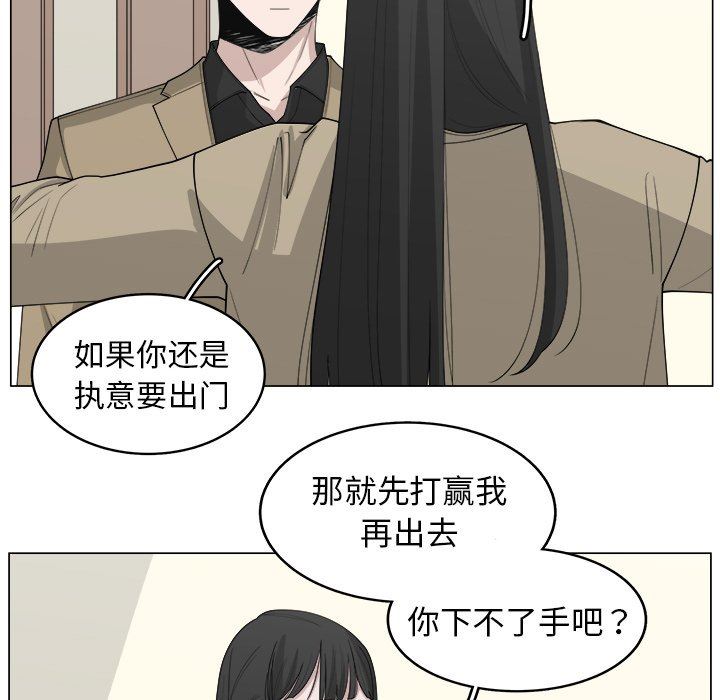 如果你还是
执意要出门
那就先打赢我
再出去
你下不了手吧？